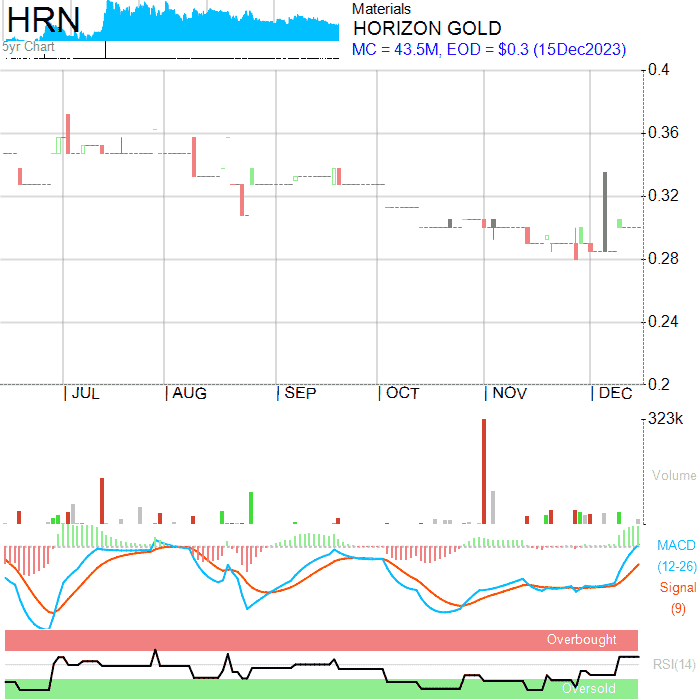 HRN
5yr Chart
Materials
HORIZON GOLD
MC = 43.5M, EOD = $0.3 (15Dec2023)
0.4
0.36
0.32
0.28
0.24
0.2
JUL AUG SEP OCT NOV DEC
323k
Volume
MACD
(12-26)
Signal
(9)
Overbought
RSI(14)
Oversold